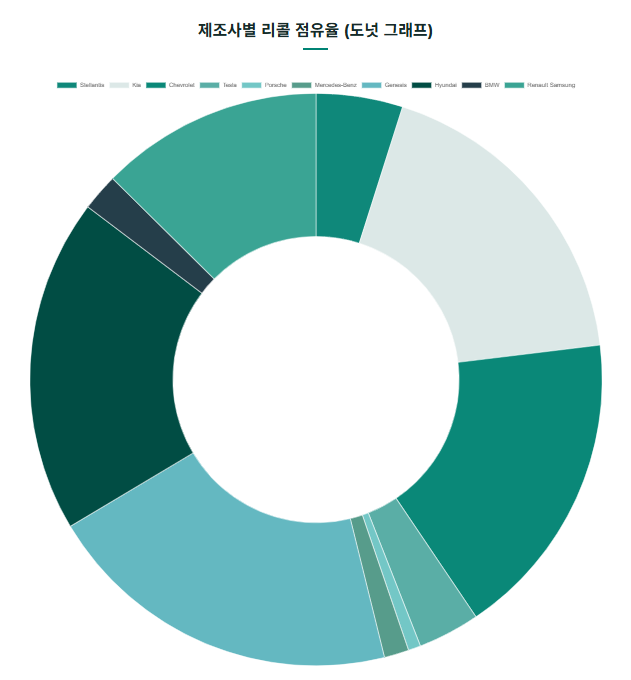 제조사별 리콜 점유율 (도넛 그래프)
Stellantis Kia Chevrolet Tesla Porsche Mercedes-Benz Genesis Hyundai BMW Renault Samsung